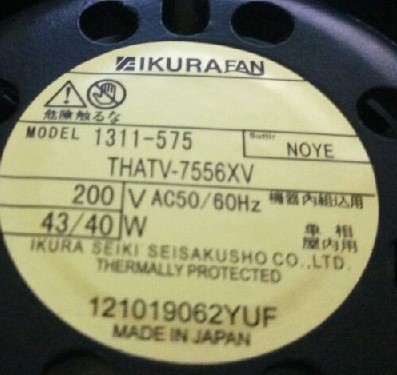 IKURAFAN
危険触るな
MODEL 1311-575 Suffix NOYE
THATV-7556XV
200 V AC50/60Hz 機器内組込用
43/40 W 単相
屋内用
IKURA SEIKI SEISAKUSHO CO.,LTD.
THERMALLY PROTECTED
121019062YUF
MADE IN JAPAN